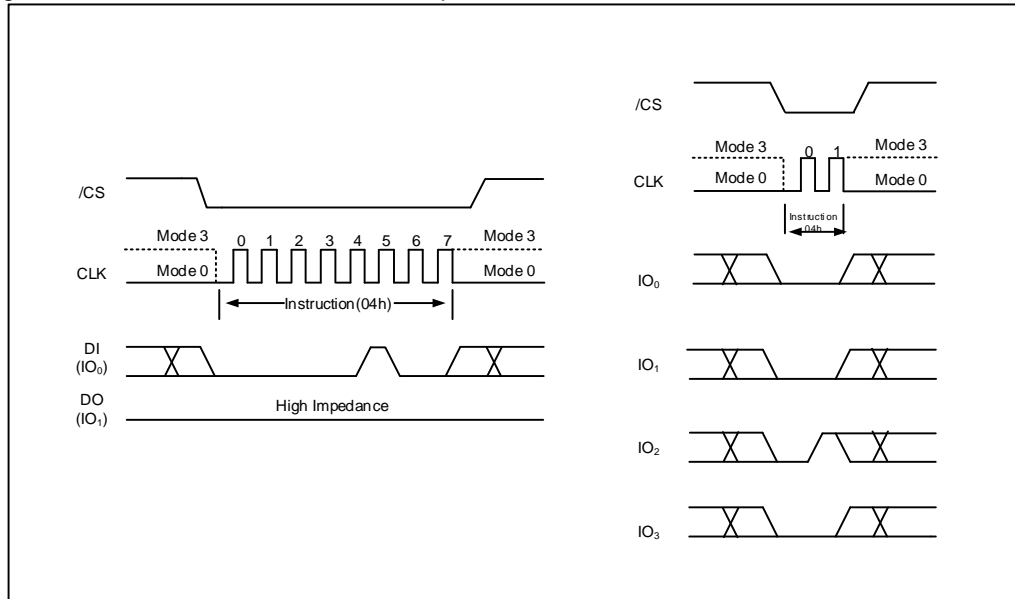 /CS
Mode 3 0 1 2 3 4 5 6 7 Mode 3
CLK Mode 0 Mode 0
Instruction(04h)
DI
(IO₀)
DO
(IO₁)
High Impedance
/CS
Mode 3 0 1 Mode 3
CLK Mode 0 Mode 0
Instruction
04h
IO₀
IO₁
IO₂
IO₃